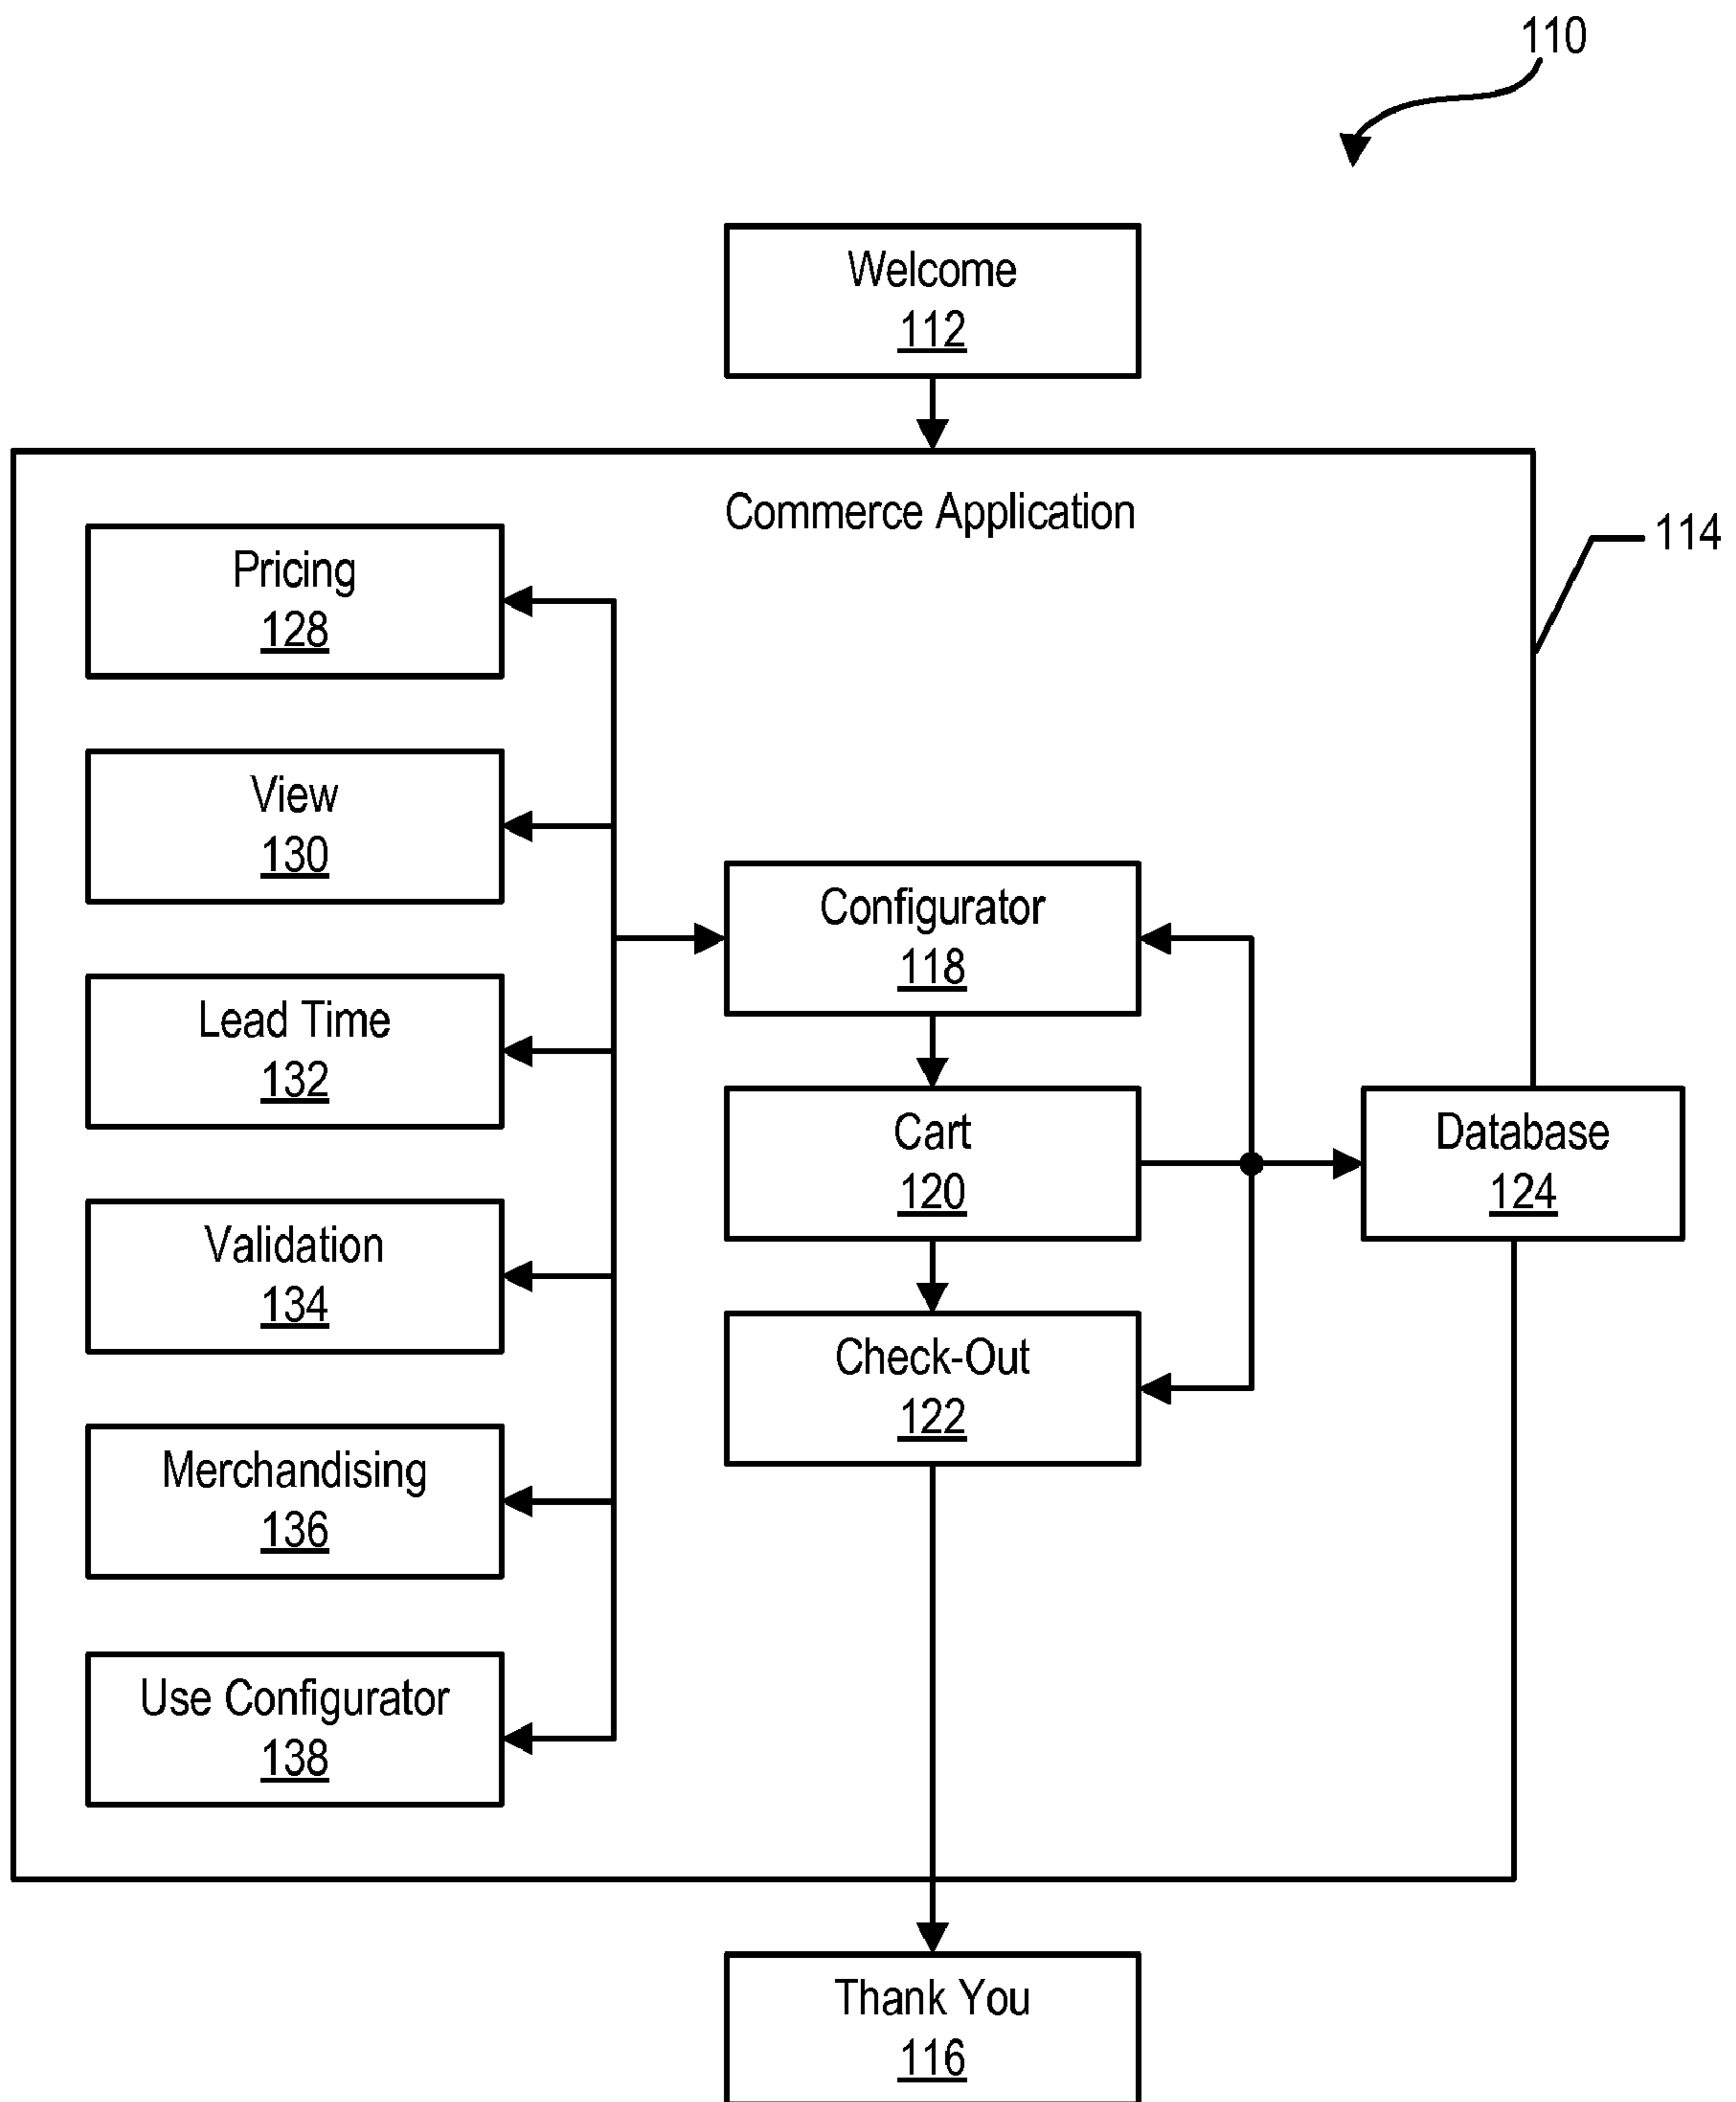 110
Welcome
112
Commerce Application
114
Pricing
128
View
130
Lead Time
132
Validation
134
Merchandising
136
Use Configurator
138
Configurator
118
Cart
120
Check-Out
122
Database
124
Thank You
116